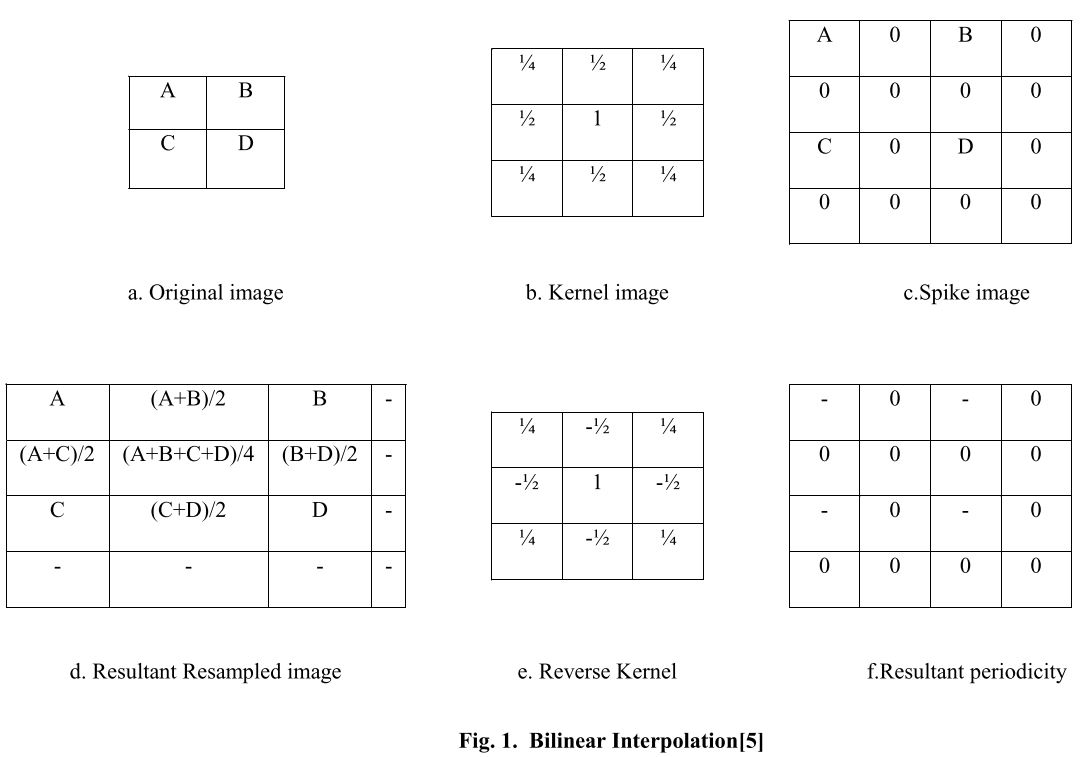 A B
C D
a. Original image
¼ ½ ¼
½ 1 ½
¼ ½ ¼
b. Kernel image
A 0 B 0
0 0 0 0
C 0 D 0
0 0 0 0
c.Spike image
A (A+B)/2 B -
(A+C)/2 (A+B+C+D)/4 (B+D)/2 -
C (C+D)/2 D -
- - - -
d. Resultant Resampled image
¼ -½ ¼
-½ 1 -½
¼ -½ ¼
e. Reverse Kernel
- 0 - 0
0 0 0 0
- 0 - 0
0 0 0 0
f.Resultant periodicity
Fig. 1. Bilinear Interpolation[5]